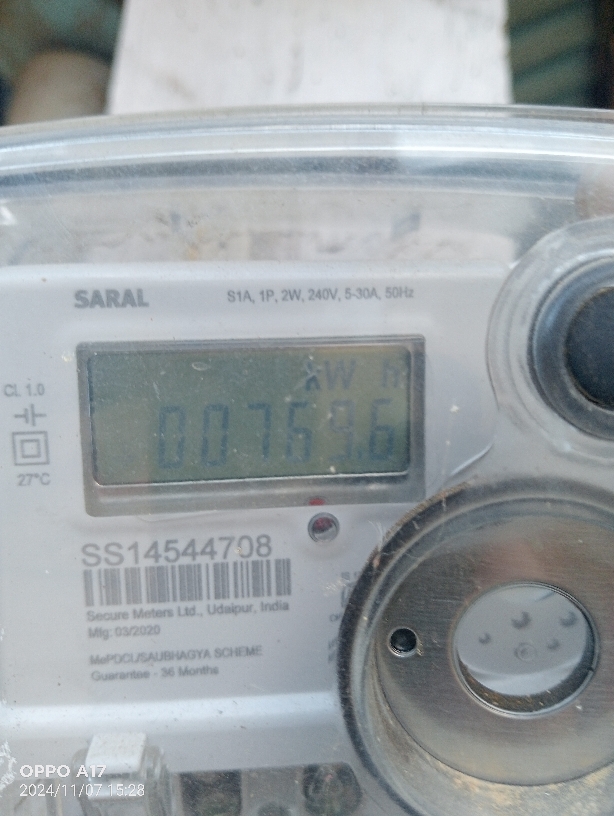 SARAL
S1A, 1P, 2W, 240V, 5-30A, 50Hz
Cl. 1.0
kW h
00769.6
27°C
SS14544708
Secure Meters Ltd., Udaipur, India
Mfg: 03/2020
MePDCL/SAUBHAGYA SCHEME
Guarantee - 36 Months
OPPO A17
2024/11/07 15:28